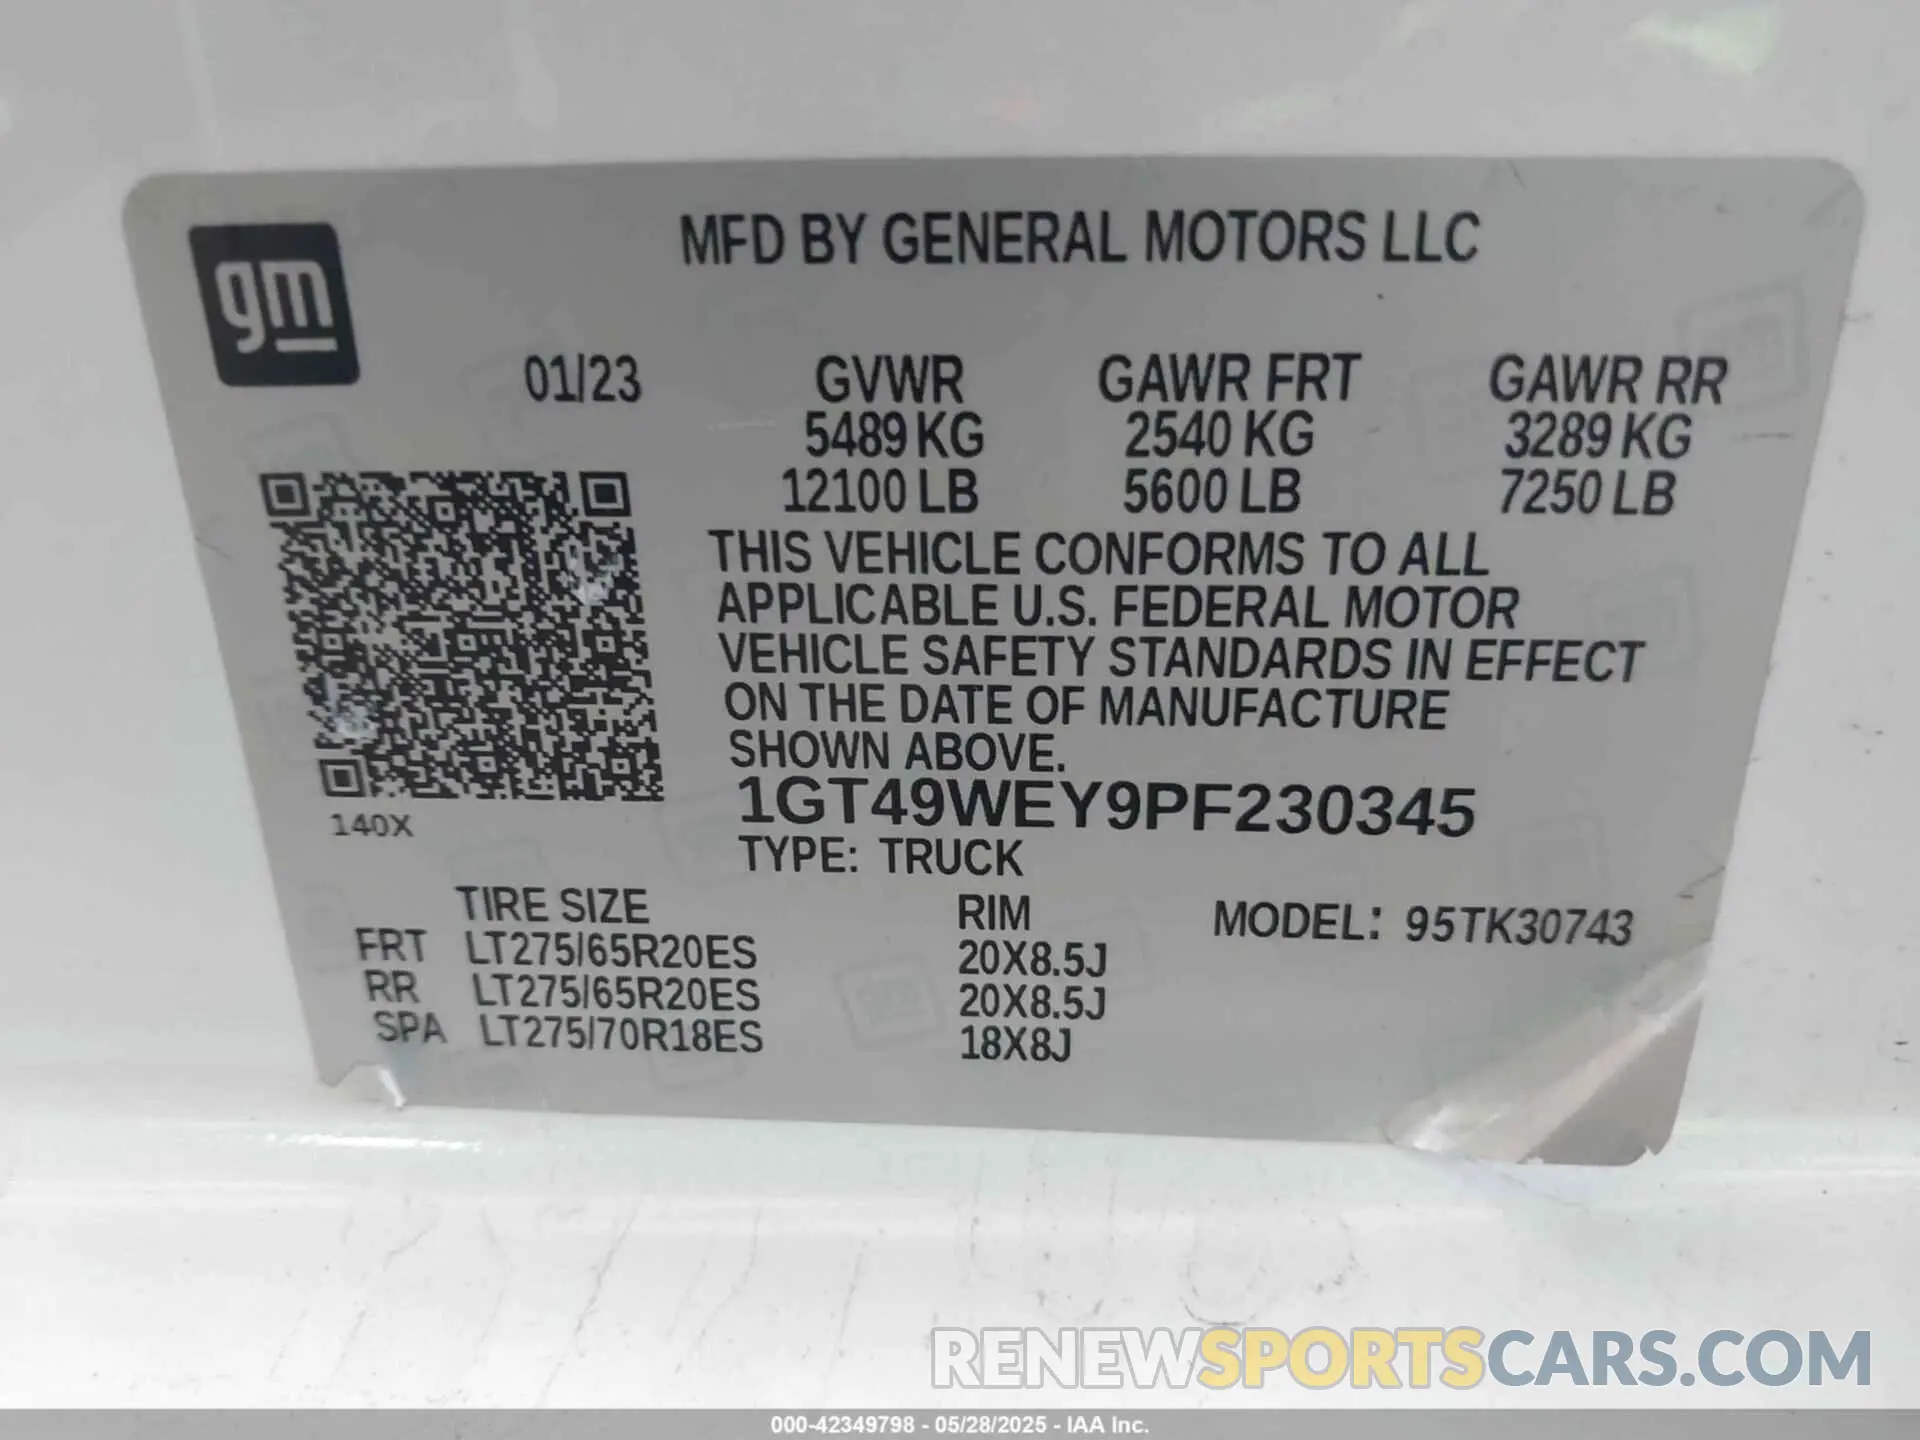 gm
MFD BY GENERAL MOTORS LLC
01/23 GVWR GAWR FRT GAWR RR
5489 KG 2540 KG 3289 KG
12100 LB 5600 LB 7250 LB
THIS VEHICLE CONFORMS TO ALL
APPLICABLE U.S. FEDERAL MOTOR
VEHICLE SAFETY STANDARDS IN EFFECT
ON THE DATE OF MANUFACTURE
SHOWN ABOVE.
1GT49WEY9PF230345
140X
TYPE: TRUCK
TIRE SIZE RIM MODEL: 95TK30743
FRT LT275/65R20ES 20X8.5J
RR LT275/65R20ES 20X8.5J
SPA LT275/70R18ES 18X8J
RENEWSPORTSCARS.COM
000-42349798 - 05/28/2025 - IAA Inc.